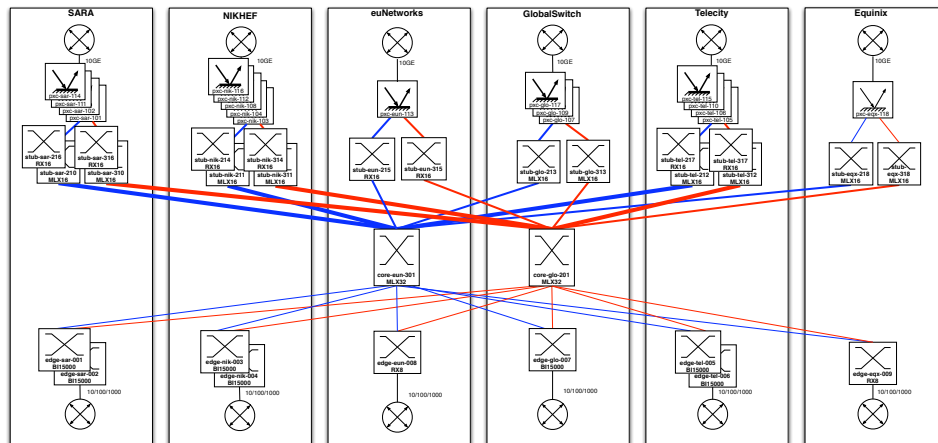 SARA
NIKHEF
euNetworks
GlobalSwitch
Telecity
Equinix
10GE
10GE
10GE
10GE
pxc-sar-114
pxc-sar-111
pxc-sar-102
pxc-sar-101
pxc-nik-116
pxc-nik-112
pxc-nik-108
pxc-nik-104
pxc-nik-103
pxc-eun-113
pxc-glo-117
pxc-glo-109
pxc-glo-107
pxc-tel-115
pxc-tel-110
pxc-tel-106
pxc-tel-105
pxc-eqx-118
stub-sar-216
RX16
stub-sar-316
RX16
stub-sar-210
MLX16
stub-sar-310
MLX16
stub-nik-214
RX16
stub-nik-314
RX16
stub-nik-211
MLX16
stub-nik-311
MLX16
stub-eun-215
RX16
stub-eun-315
RX16
stub-glo-213
MLX16
stub-glo-313
MLX16
stub-tel-217
RX16
stub-tel-317
RX16
stub-tel-212
MLX16
stub-tel-312
MLX16
stub-eqx-218
MLX16
stub-
eqx-318
MLX16
core-eun-301
MLX32
core-glo-201
MLX32
edge-sar-001
BI15000
edge-sar-002
BI15000
edge-nik-003
BI15000
edge-nik-004
BI15000
edge-eun-008
RX8
edge-glo-007
BI15000
edge-tel-005
BI15000
edge-tel-006
BI15000
edge-eqx-009
RX8
10/100/1000
10/100/1000
10/100/1000
10/100/1000
10/100/1000
10/100/1000